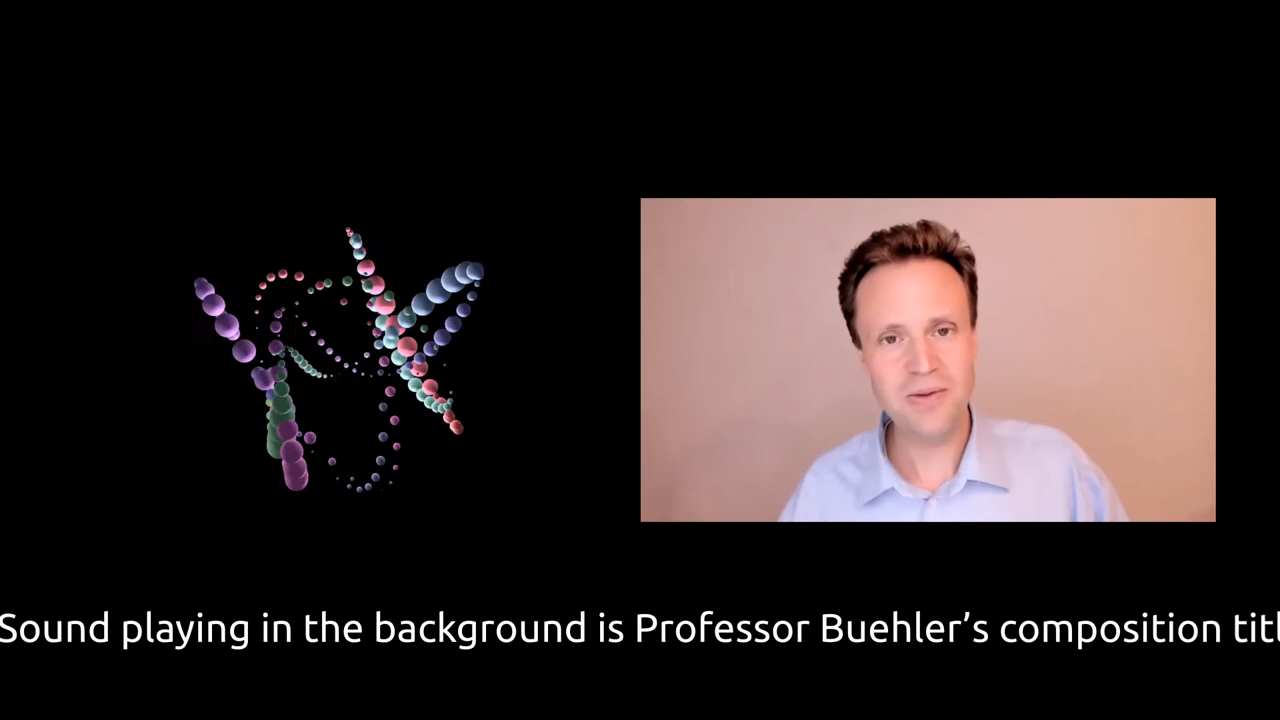 Sound playing in the background is Professor Buehler’s composition